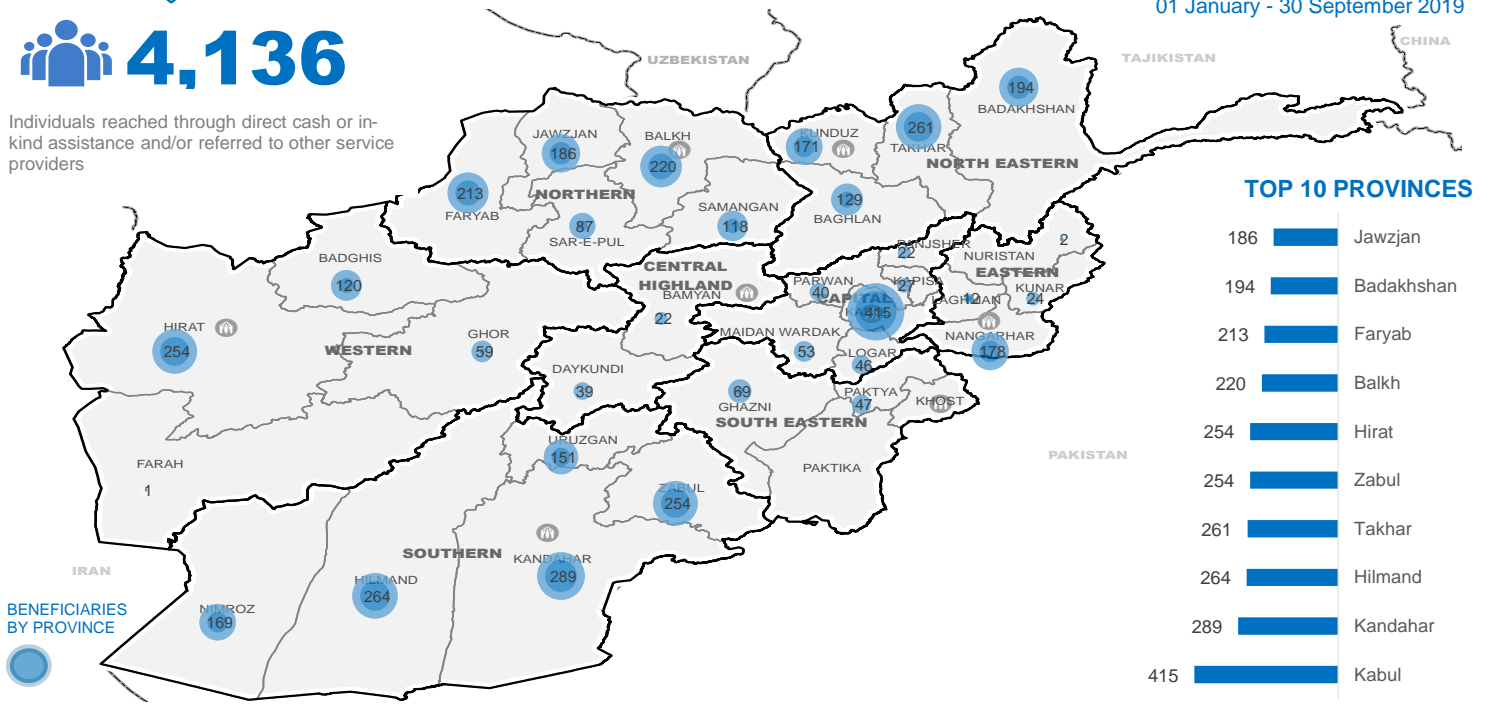 01 January - 30 September 2019
4,136
Individuals reached through direct cash or in-
kind assistance and/or referred to other service
providers
UZBEKISTAN
TAJIKISTAN
CHINA
194
BADAKHSHAN
261
TAKHAR
KUNDUZ
171
NORTH EASTERN
129
BAGHLAN
JAWZJAN
186
BALKH
220
213
FARYAB
NORTHERN
87
SAR-E-PUL
SAMANGAN
118
BADGHIS
120
HIRAT
254
WESTERN
GHOR
59
FARAH
1
CENTRAL
HIGHLAND
BAMYAN
22
DAYKUNDI
39
PANJSHER
22
PARWAN
40
KAPISA
27
CAPITAL
KABUL
415
MAIDAN WARDAK
53
LOGAR
46
2
NURISTAN
EASTERN
KUNAR
24
LAGHMAN
12
NANGARHAR
178
69
GHAZNI
PAKTYA
47
KHOST
SOUTH EASTERN
PAKTIKA
URUZGAN
151
ZABUL
254
SOUTHERN
KANDAHAR
289
HILMAND
264
NIMROZ
169
IRAN
PAKISTAN
BENEFICIARIES
BY PROVINCE
TOP 10 PROVINCES
186 Jawzjan
194 Badakhshan
213 Faryab
220 Balkh
254 Hirat
254 Zabul
261 Takhar
264 Hilmand
289 Kandahar
415 Kabul